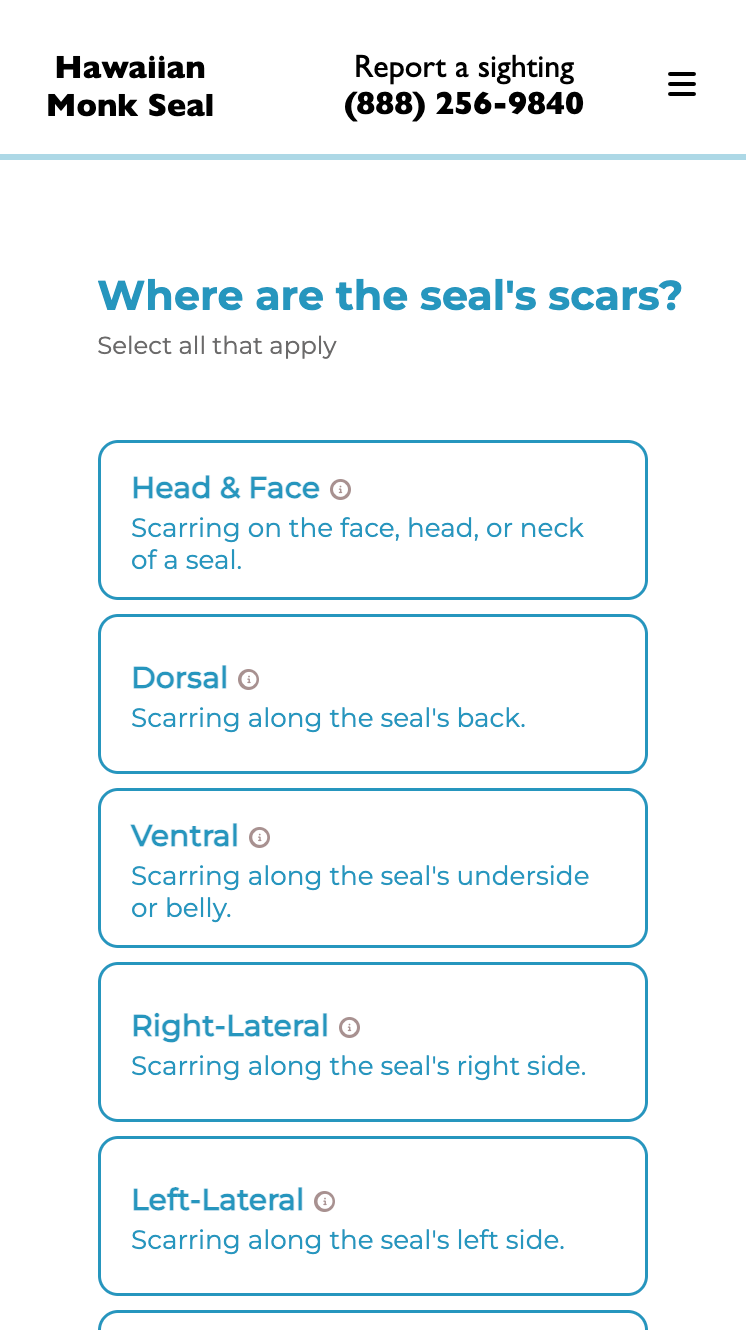 Hawaiian
Monk Seal
Report a sighting
(888) 256-9840
Where are the seal's scars?
Select all that apply
Head & Face
Scarring on the face, head, or neck
of a seal.
Dorsal
Scarring along the seal's back.
Ventral
Scarring along the seal's underside
or belly.
Right-Lateral
Scarring along the seal's right side.
Left-Lateral
Scarring along the seal's left side.